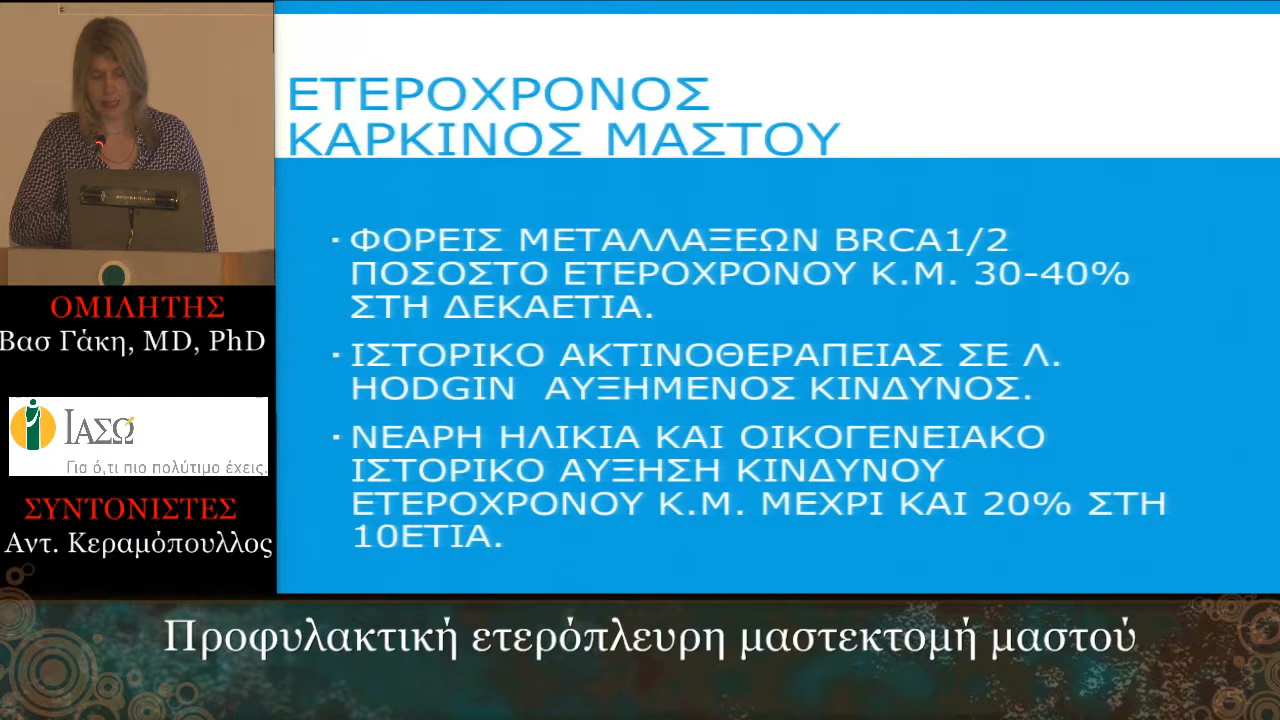 ΕΤΕΡΟΧΡΟΝΟΣ
ΚΑΡΚΙΝΟΣ ΜΑΣΤΟΥ
▪ ΦΟΡΕΙΣ ΜΕΤΑΛΛΑΞΕΩΝ BRCA1/2
ΠΟΣΟΣΤΟ ΕΤΕΡΟΧΡΟΝΟΥ Κ.Μ. 30-40%
ΣΤΗ ΔΕΚΑΕΤΙΑ.
▪ ΙΣΤΟΡΙΚΟ ΑΚΤΙΝΟΘΕΡΑΠΕΙΑΣ ΣΕ Λ.
HODGIN ΑΥΞΗΜΕΝΟΣ ΚΙΝΔΥΝΟΣ.
▪ ΝΕΑΡΗ ΗΛΙΚΙΑ ΚΑΙ ΟΙΚΟΓΕΝΕΙΑΚΟ
ΙΣΤΟΡΙΚΟ ΑΥΞΗΣΗ ΚΙΝΔΥΝΟΥ
ΕΤΕΡΟΧΡΟΝΟΥ Κ.Μ. ΜΕΧΡΙ ΚΑΙ 20% ΣΤΗ
10ΕΤΙΑ.
ΟΜΙΛΗΤΗΣ
Βασ Γάκη, MD, PhD
ΙΑΣΩ
Για ό,τι πιο πολύτιμο έχεις.
ΣΥΝΤΟΝΙΣΤΕΣ
Αντ. Κεραμόπουλλος
Προφυλακτική ετερόπλευρη μαστεκτομή μαστού